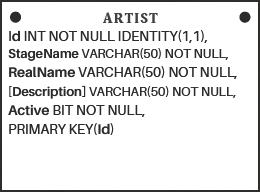 ARTIST
Id INT NOT NULL IDENTITY(1,1),
StageName VARCHAR(50) NOT NULL,
RealName VARCHAR(50) NOT NULL,
[Description] VARCHAR(50) NOT NULL,
Active BIT NOT NULL,
PRIMARY KEY(Id)